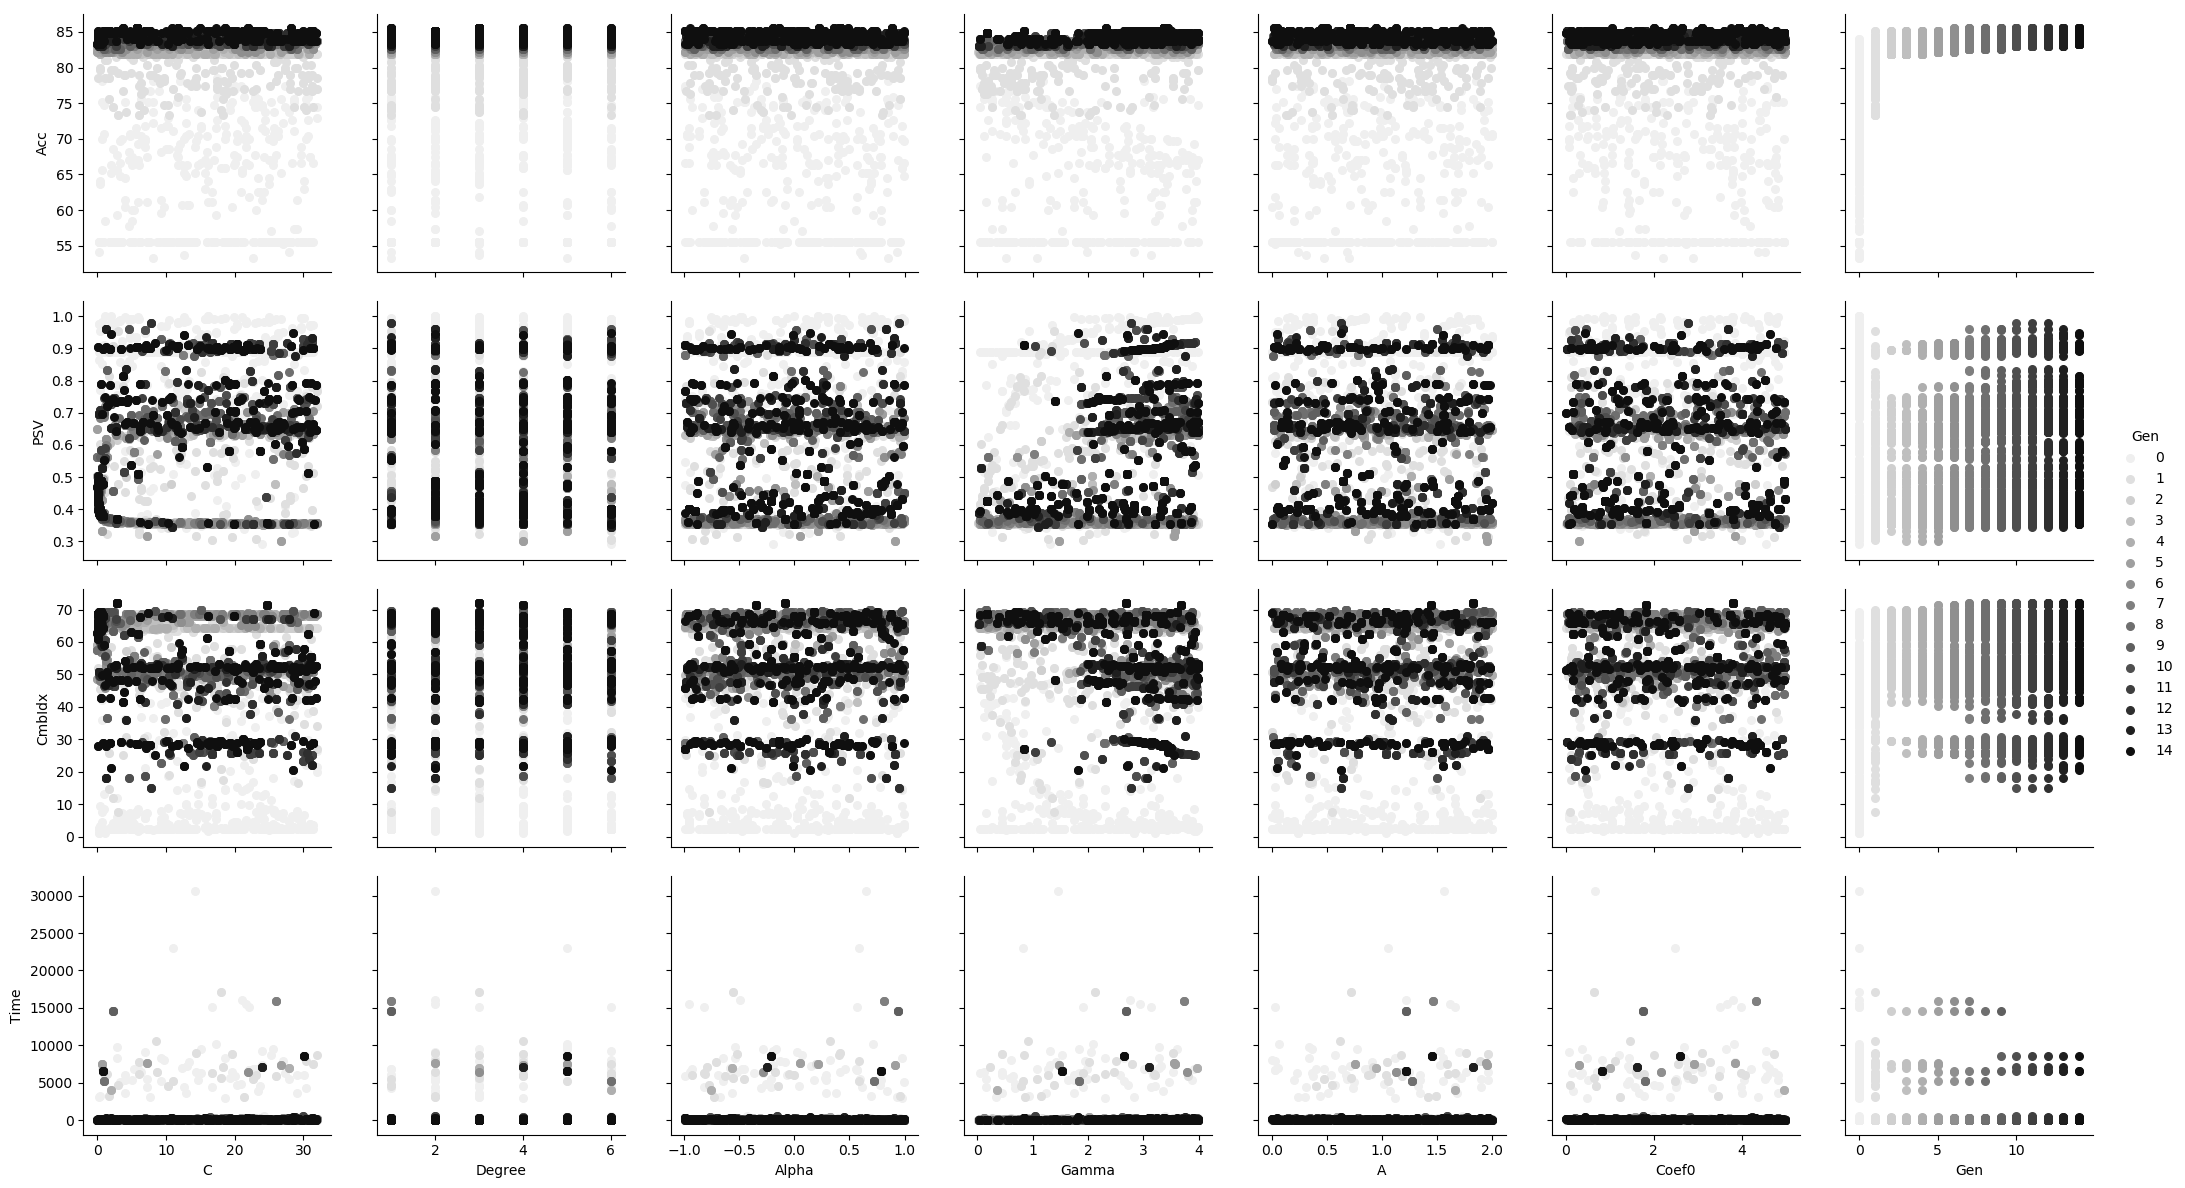 85
80
75
70
65
60
55
Acc
1.0
0.9
0.8
0.7
0.6
0.5
0.4
0.3
PSV
70
60
50
40
30
20
10
0
CmbIdx
30000
25000
20000
15000
10000
5000
0
Time
0 10 20 30
C
2 4 6
Degree
−1.0 −0.5 0.0 0.5 1.0
Alpha
0 1 2 3 4
Gamma
0.0 0.5 1.0 1.5 2.0
A
0 2 4
Coef0
0 5 10
Gen
Gen
0
1
2
3
4
5
6
7
8
9
10
11
12
13
14